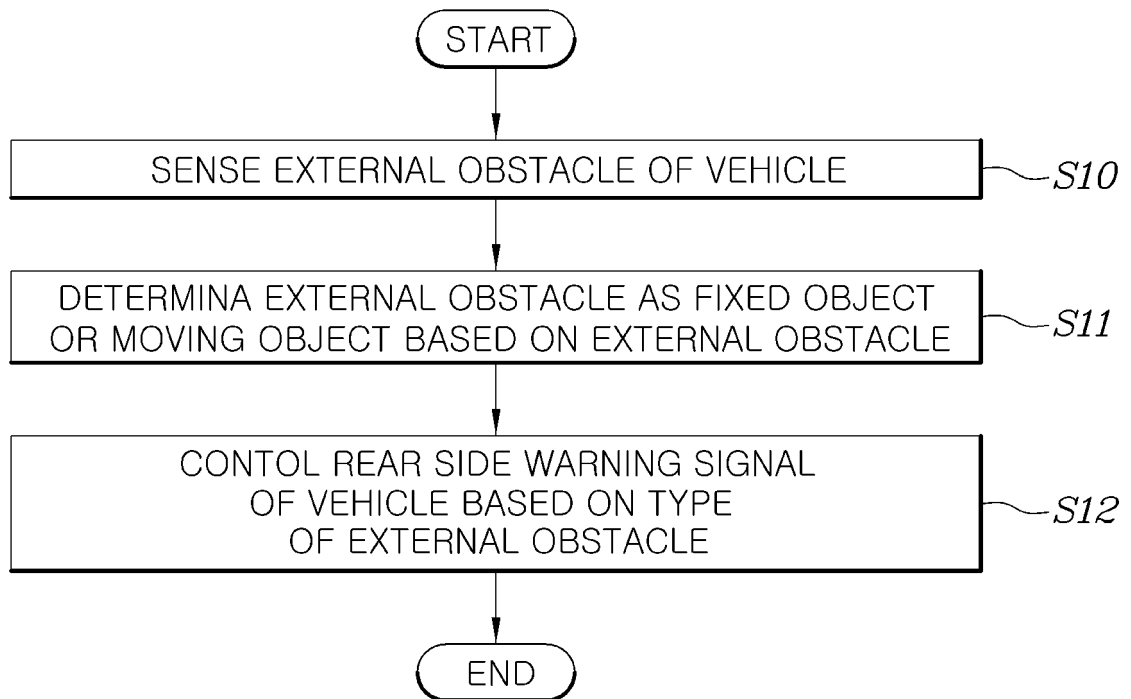 START
SENSE EXTERNAL OBSTACLE OF VEHICLE
S10
DETERMINA EXTERNAL OBSTACLE AS FIXED OBJECT
OR MOVING OBJECT BASED ON EXTERNAL OBSTACLE
S11
CONTOL REAR SIDE WARNING SIGNAL
OF VEHICLE BASED ON TYPE
OF EXTERNAL OBSTACLE
S12
END